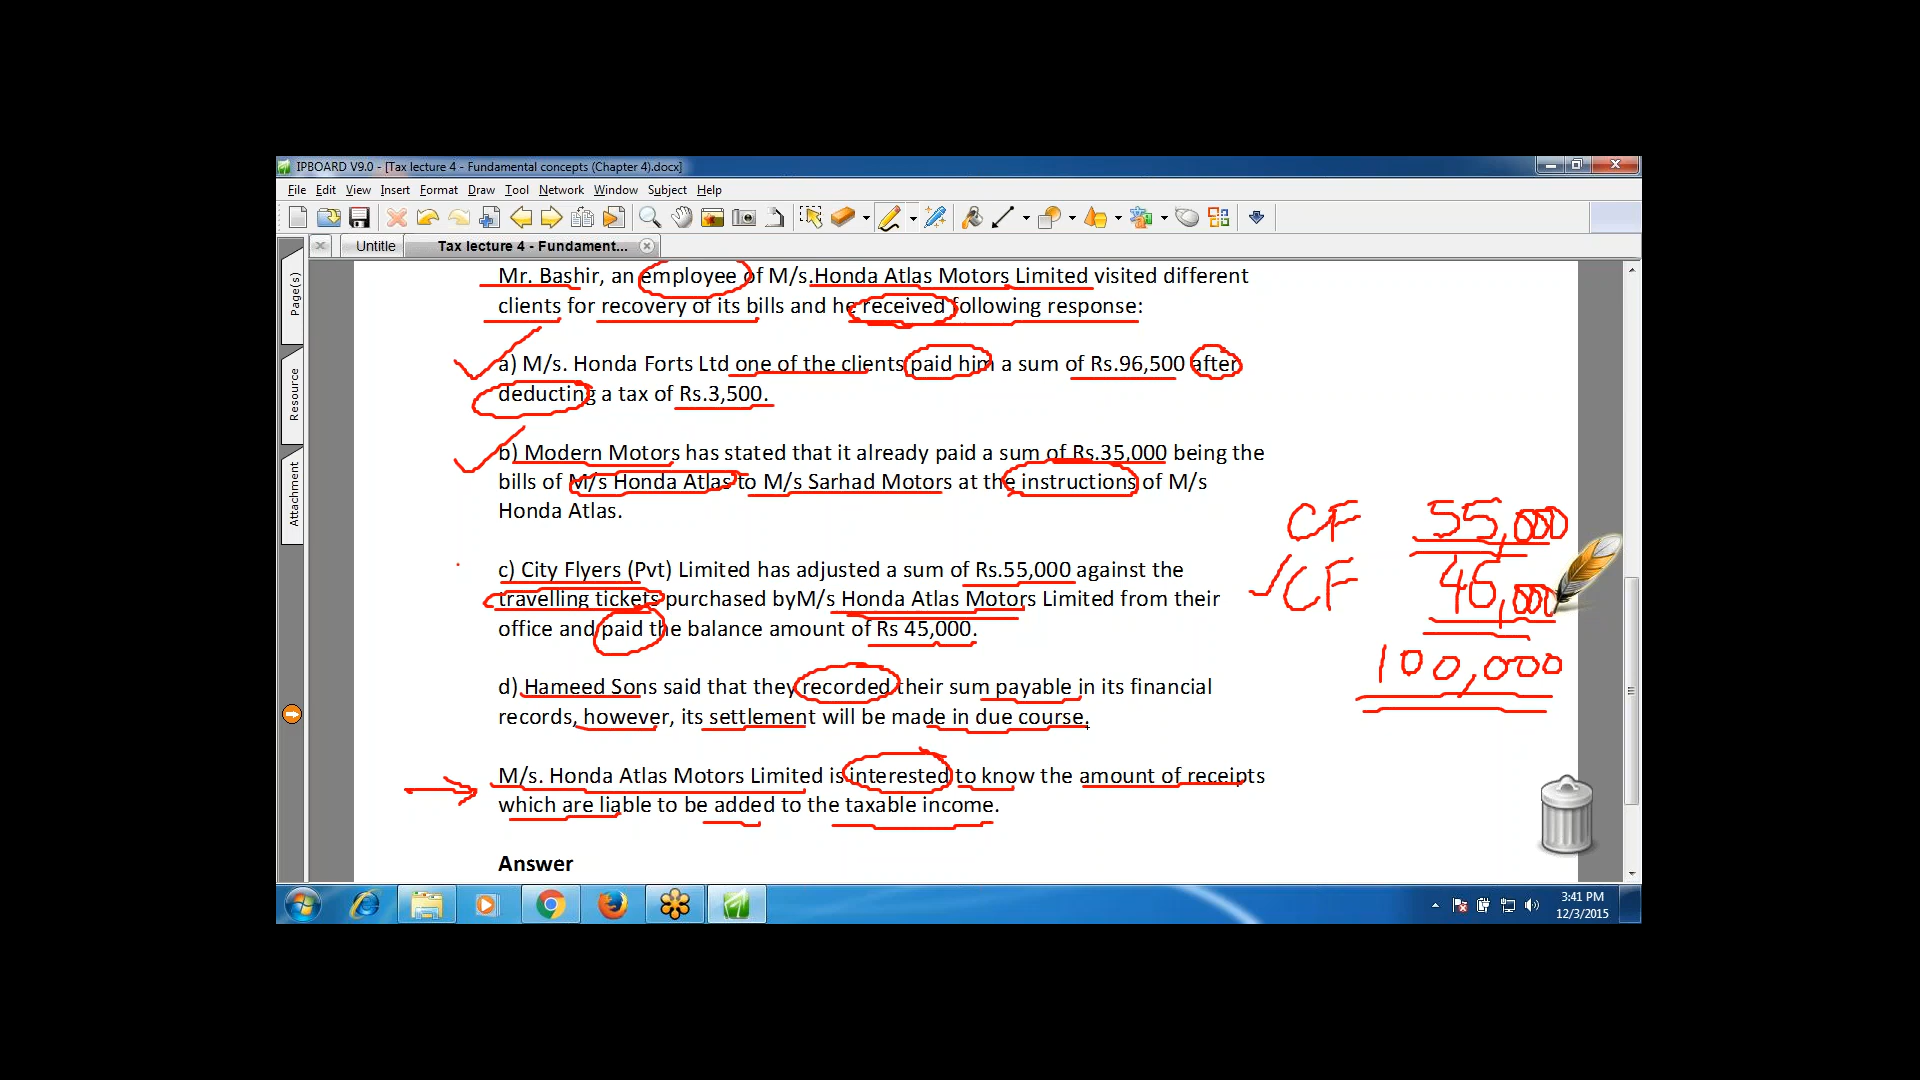 IPBOARD V9.0 - [Tax lecture 4 - Fundamental concepts (Chapter 4).docx]
File Edit View Insert Format Draw Tool Network Window Subject Help
Untitle Tax lecture 4 - Fundament...
Page(s)
Resource
Attachment
Mr. Bashir, an employee of M/s.Honda Atlas Motors Limited visited different
clients for recovery of its bills and he received following response:
a) M/s. Honda Forts Ltd one of the clients paid him a sum of Rs.96,500 after
deducting a tax of Rs.3,500.
b) Modern Motors has stated that it already paid a sum of Rs.35,000 being the
bills of M/s Honda Atlas to M/s Sarhad Motors at the instructions of M/s
Honda Atlas.
c) City Flyers (Pvt) Limited has adjusted a sum of Rs.55,000 against the
travelling tickets purchased byM/s Honda Atlas Motors Limited from their
office and paid the balance amount of Rs 45,000.
d) Hameed Sons said that they recorded their sum payable in its financial
records, however, its settlement will be made in due course.
M/s. Honda Atlas Motors Limited is interested to know the amount of receipts
which are liable to be added to the taxable income.
Answer
CF 55,000
CF 45,000
100,000
3:41 PM
12/3/2015